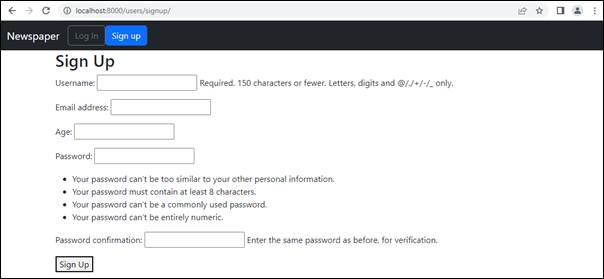 localhost:8000/users/signup/
Newspaper Log In Sign up
Sign Up
Username: Required. 150 characters or fewer. Letters, digits and @/./+/-/_ only.
Email address:
Age:
Password:
• Your password can't be too similar to your other personal information.
• Your password must contain at least 8 characters.
• Your password can't be a commonly used password.
• Your password can't be entirely numeric.
Password confirmation: Enter the same password as before, for verification.
Sign Up